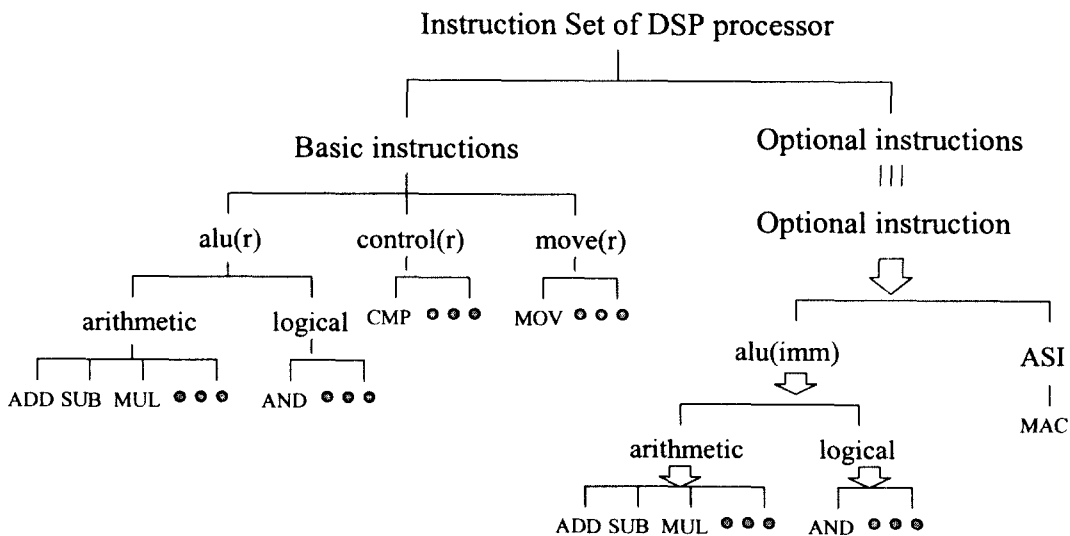 Instruction Set of DSP processor
Basic instructions
Optional instructions
Optional instruction
alu(r)
control(r)
move(r)
arithmetic
logical
CMP
MOV
ADD SUB MUL
AND
alu(imm)
ASI
MAC
arithmetic
logical
ADD SUB MUL
AND